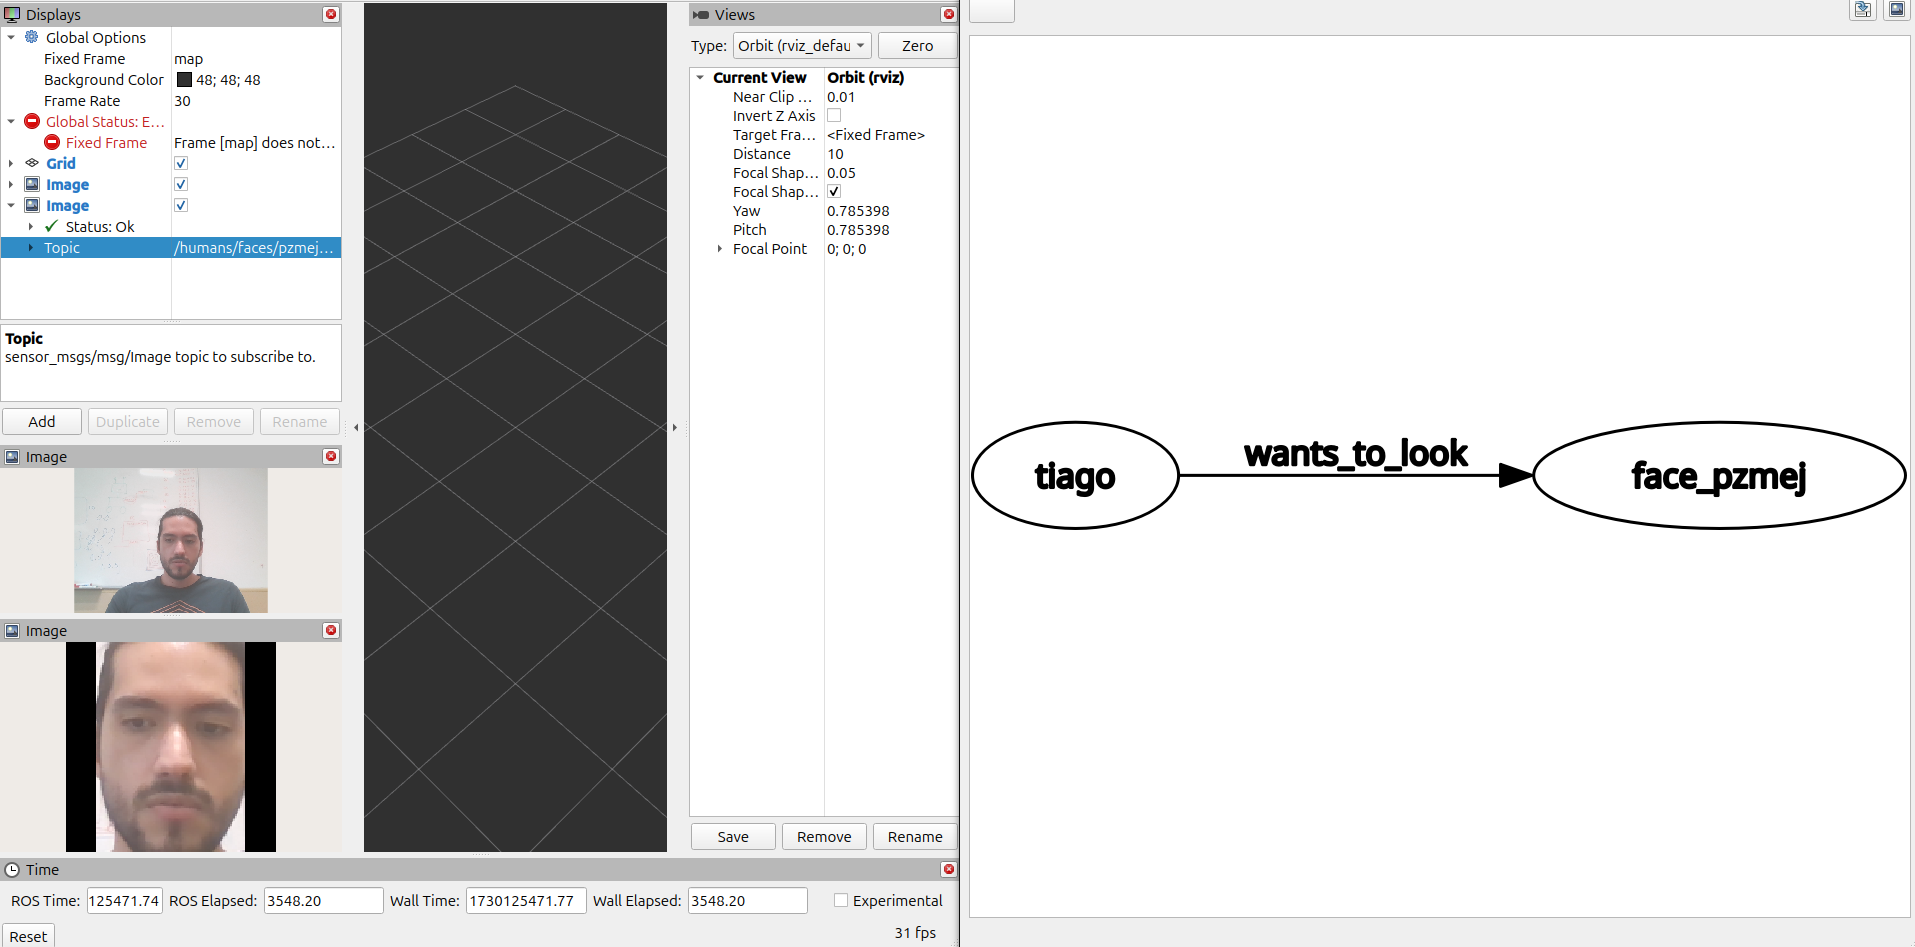 Displays
Global Options
Fixed Frame map
Background Color 48; 48; 48
Frame Rate 30
Global Status: E...
Fixed Frame Frame [map] does not...
Grid
Image
Image
Status: Ok
Topic /humans/faces/pzmej...
Topic
sensor_msgs/msg/Image topic to subscribe to.
Add Duplicate Remove Rename
Image
Image
Views
Type: Orbit (rviz_defau Zero
Current View Orbit (rviz)
Near Clip ... 0.01
Invert Z Axis
Target Fra... <Fixed Frame>
Distance 10
Focal Shap... 0.05
Focal Shap...
Yaw 0.785398
Pitch 0.785398
Focal Point 0; 0; 0
Save Remove Rename
Time
ROS Time: 125471.74 ROS Elapsed: 3548.20 Wall Time: 1730125471.77 Wall Elapsed: 3548.20 Experimental
Reset 31 fps
tiago wants_to_look face_pzmej